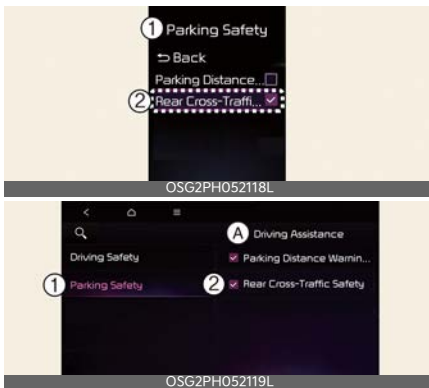 1 Parking Safety
Back
Parking Distance...
2 Rear Cross-Traffi...
OSG2PH052118L
A Driving Assistance
Driving Safety
Parking Distance Warnin...
1 Parking Safety
2 Rear Cross-Traffic Safety
OSG2PH052119L